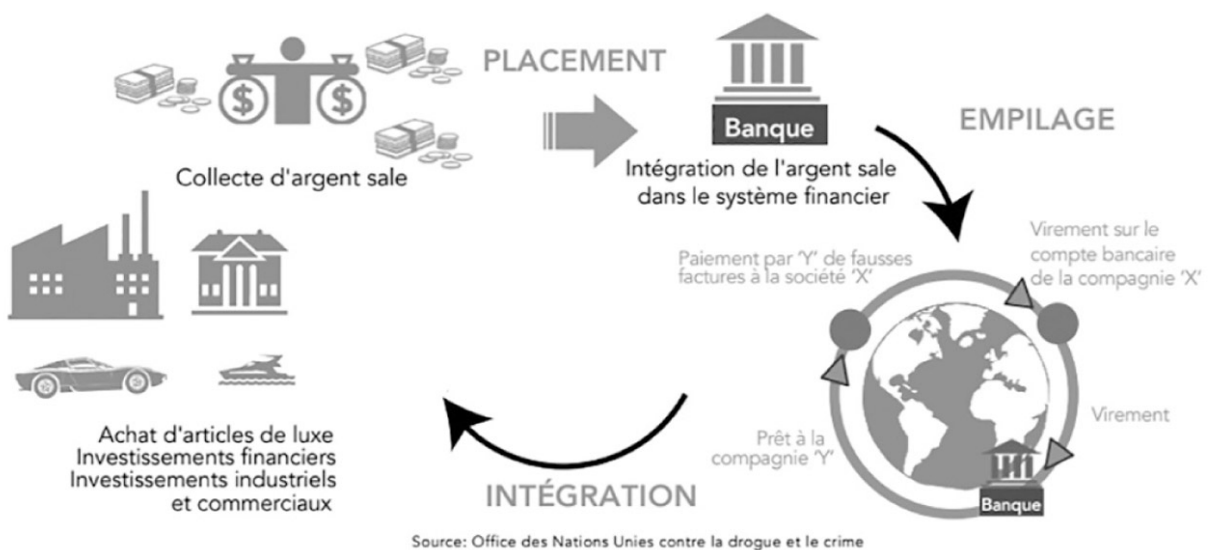 PLACEMENT
Collecte d'argent sale
Banque
Intégration de l'argent sale
dans le système financier
EMPILAGE
Virement sur le
compte bancaire
de la compagnie 'X'
Paiement par 'Y' de fausses
factures à la société 'X'
Virement
Prêt à la
compagnie 'Y'
Banque
INTÉGRATION
Achat d'articles de luxe
Investissements financiers
Investissements industriels
et commerciaux
Source: Office des Nations Unies contre la drogue et le crime